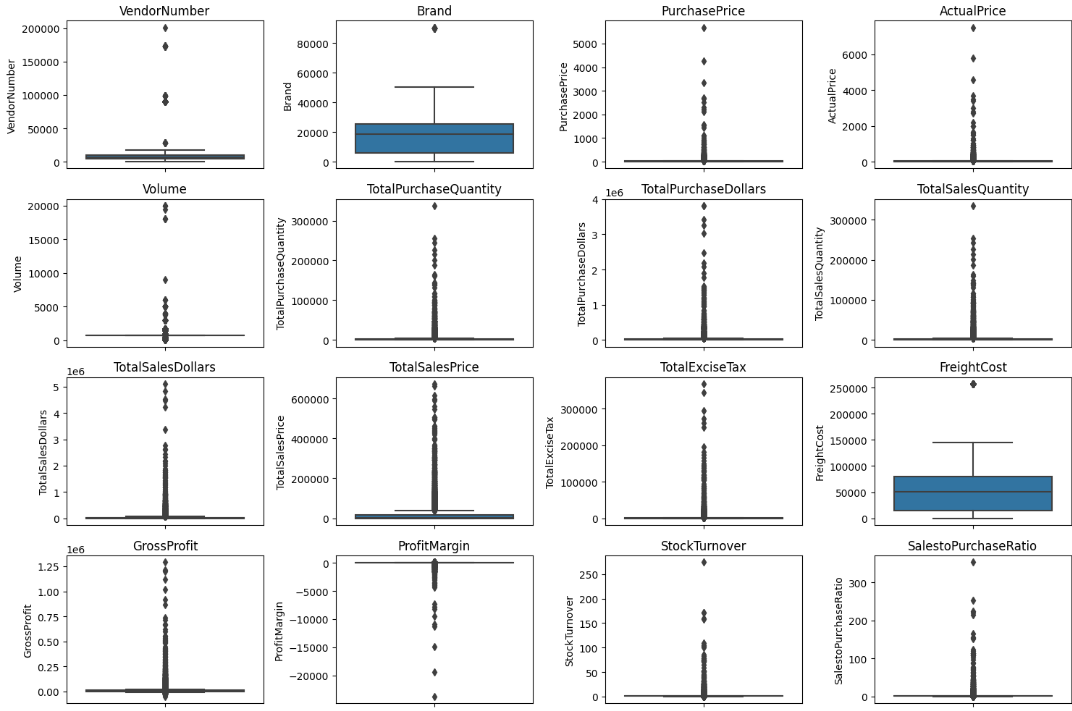 VendorNumber
VendorNumber
200000
150000
100000
50000
0
Brand
Brand
80000
60000
40000
20000
0
PurchasePrice
PurchasePrice
5000
4000
3000
2000
1000
0
ActualPrice
ActualPrice
6000
4000
2000
0
Volume
Volume
20000
15000
10000
5000
0
TotalPurchaseQuantity
TotalPurchaseQuantity
300000
200000
100000
0
TotalPurchaseDollars
1e6
TotalPurchaseDollars
4
3
2
1
0
TotalSalesQuantity
TotalSalesQuantity
300000
200000
100000
0
TotalSalesDollars
1e6
TotalSalesDollars
5
4
3
2
1
0
TotalSalesPrice
TotalSalesPrice
600000
400000
200000
0
TotalExciseTax
TotalExciseTax
300000
200000
100000
0
FreightCost
FreightCost
250000
200000
150000
100000
50000
0
GrossProfit
1e6
GrossProfit
1.25
1.00
0.75
0.50
0.25
0.00
ProfitMargin
ProfitMargin
0
−5000
−10000
−15000
−20000
StockTurnover
StockTurnover
250
200
150
100
50
0
SalestoPurchaseRatio
SalestoPurchaseRatio
300
200
100
0